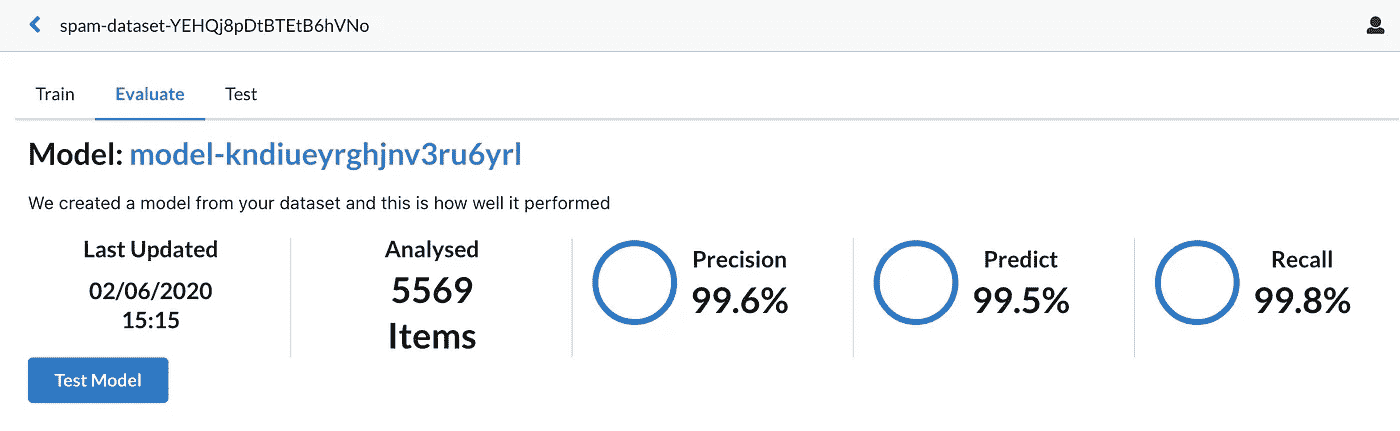 spam-dataset-YEHQj8pDtBTEtB6hVNo
Train Evaluate Test
Model: model-kndiueyrghjnv3ru6yrl
We created a model from your dataset and this is how well it performed
Last Updated
02/06/2020
15:15
Analysed
5569
Items
Precision
99.6%
Predict
99.5%
Recall
99.8%
Test Model